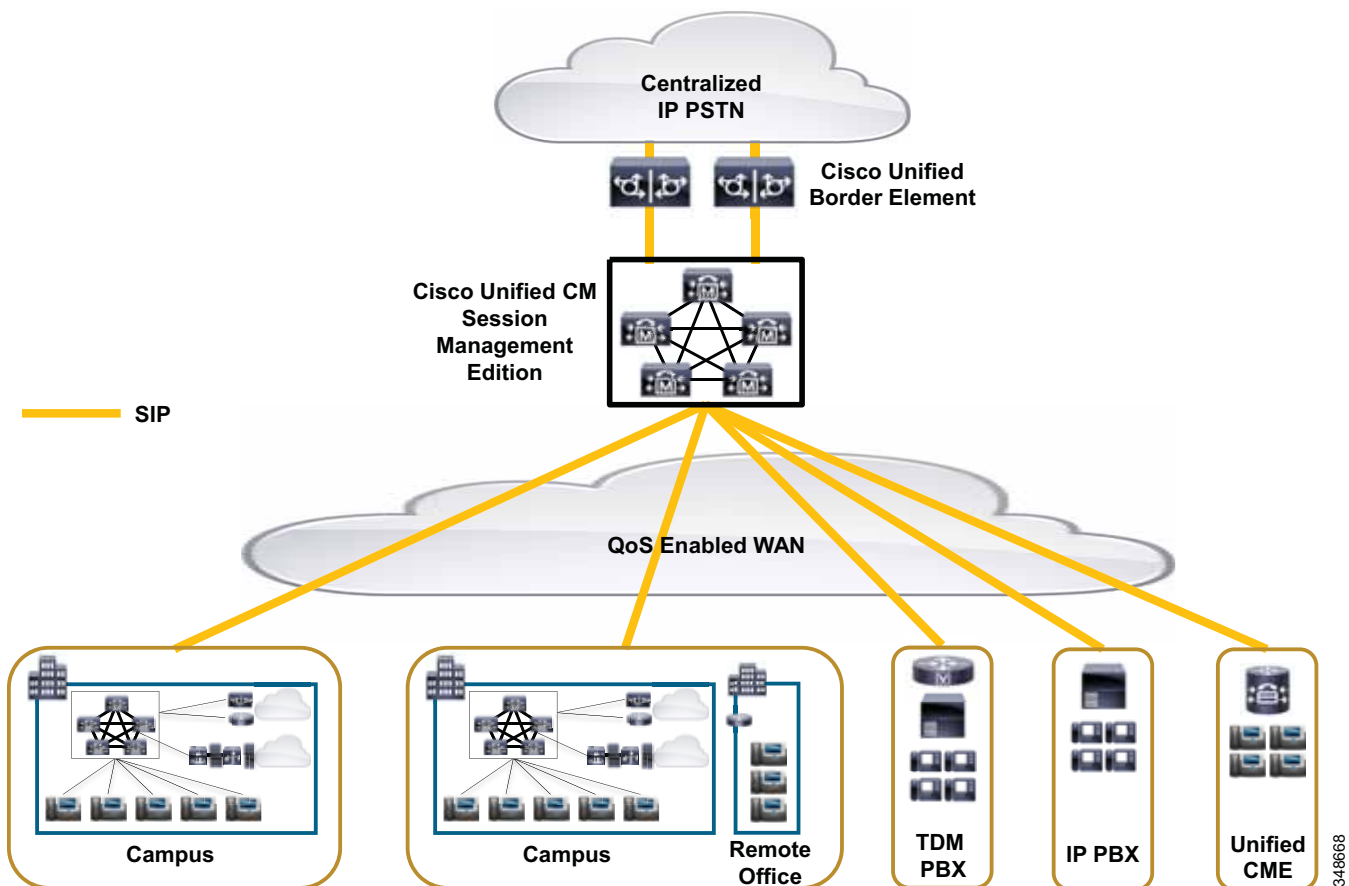 Centralized
IP PSTN
Cisco Unified
Border Element
Cisco Unified CM
Session
Management
Edition
SIP
QoS Enabled WAN
Campus
Campus
Remote
Office
TDM
PBX
IP PBX
Unified
CME
348668